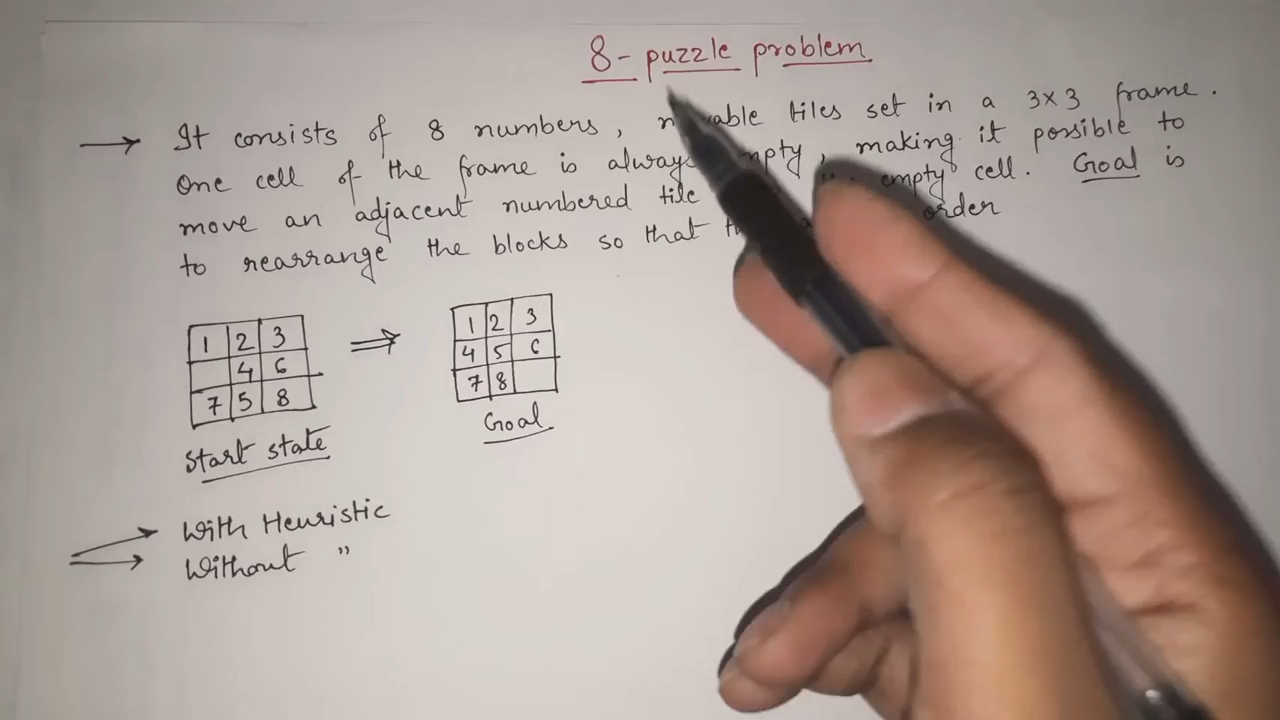 8- puzzle problem
→ It consists of 8 numbers, tiles set in a 3×3 frame.
One cell of the frame is always empty, making it possible to
move an adjacent numbered tile empty cell. Goal is
to rearrange the blocks so that order
1 2 3 ⇒ 1 2 3
4 6 4 5 6
7 5 8 7 8
Start state Goal
With Heuristic
Without "